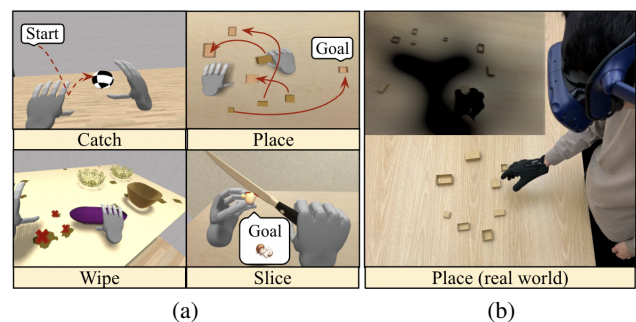 Start
Goal
Catch
Place
Goal
Wipe
Slice
Place (real world)
(a)
(b)